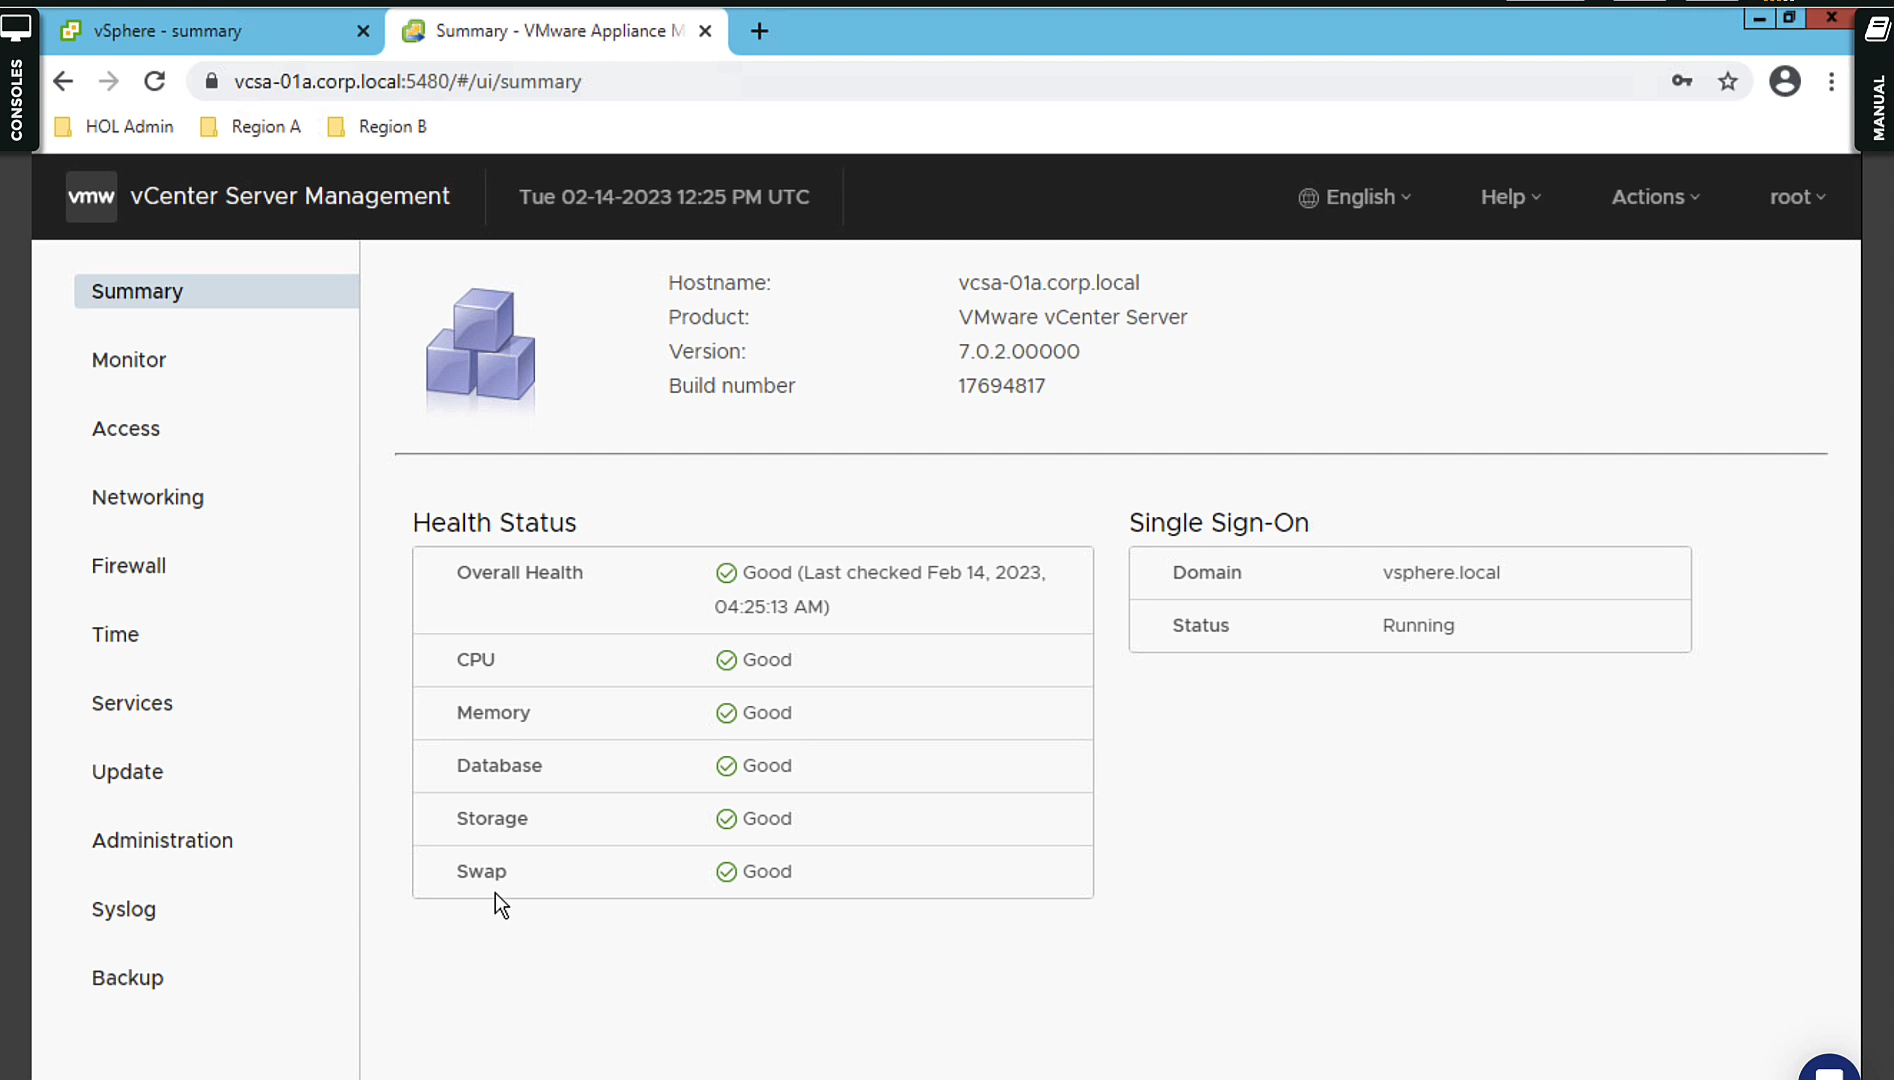 CONSOLES
MANUAL
vSphere - summary
Summary - VMware Appliance M
vcsa-01a.corp.local:5480/#/ui/summary
HOL Admin Region A Region B
vmw vCenter Server Management Tue 02-14-2023 12:25 PM UTC English Help Actions root
Summary
Monitor
Access
Networking
Firewall
Time
Services
Update
Administration
Syslog
Backup
Hostname: vcsa-01a.corp.local
Product: VMware vCenter Server
Version: 7.0.2.00000
Build number 17694817
Health Status
Overall Health Good (Last checked Feb 14, 2023,
04:25:13 AM)
CPU Good
Memory Good
Database Good
Storage Good
Swap Good
Single Sign-On
Domain vsphere.local
Status Running